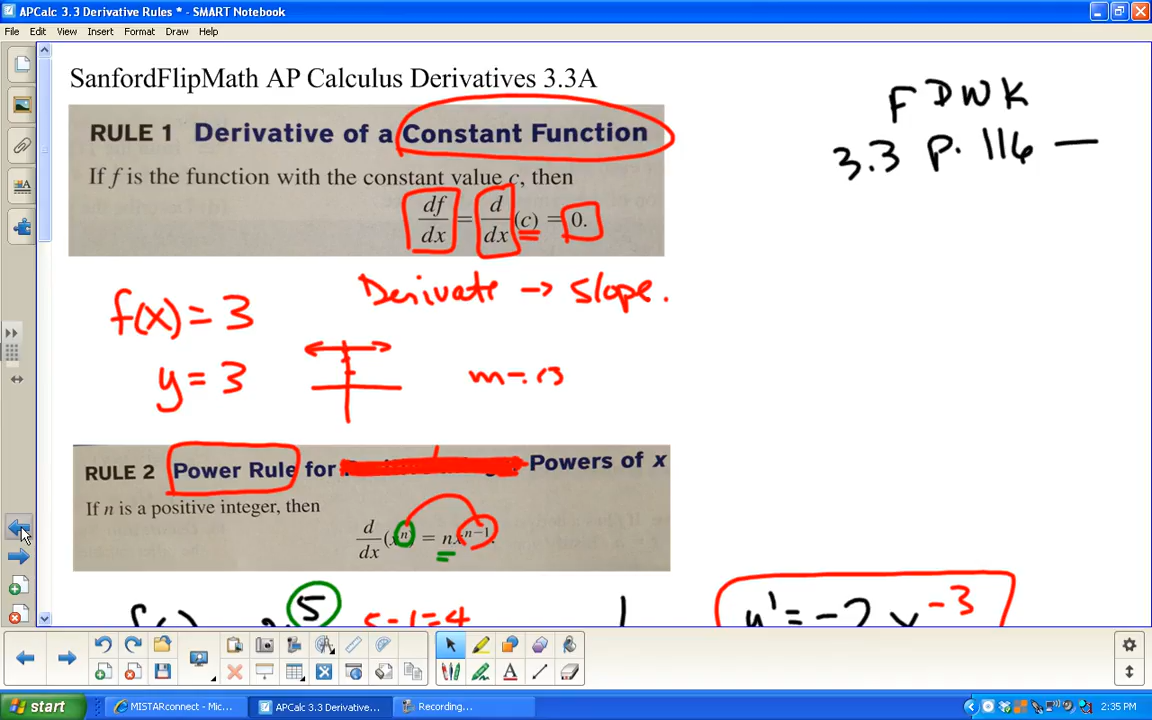 APCalc 3.3 Derivative Rules * - SMART Notebook
File Edit View Insert Format Draw Help
SanfordFlipMath AP Calculus Derivatives 3.3A
F D W K
3.3 p. 116 —
RULE 1 Derivative of a Constant Function
If f is the function with the constant value c, then
df/dx = d/dx (c) = 0.
Derivate → slope.
f(x) = 3
y = 3
RULE 2 Power Rule for Powers of x
If n is a positive integer, then
d/dx (xⁿ) = nxⁿ⁻¹.
5
5-1=4
y' = -2x⁻³
start
MISTARconnect - M...
APCalc 3.3 Derivative...
Recording...
2:35 PM